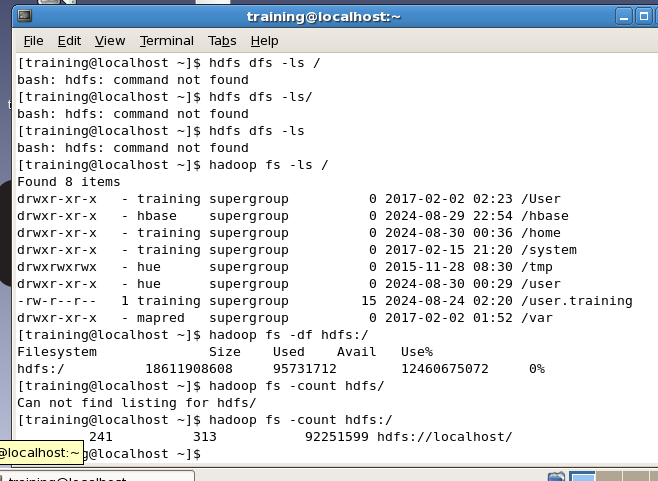 training@localhost:~
File Edit View Terminal Tabs Help
[training@localhost ~]$ hdfs dfs -ls /
bash: hdfs: command not found
[training@localhost ~]$ hdfs dfs -ls/
bash: hdfs: command not found
[training@localhost ~]$ hdfs dfs -ls
bash: hdfs: command not found
[training@localhost ~]$ hadoop fs -ls /
Found 8 items
drwxr-xr-x   - training supergroup          0 2017-02-02 02:23 /User
drwxr-xr-x   - hbase    supergroup          0 2024-08-29 22:54 /hbase
drwxr-xr-x   - training supergroup          0 2024-08-30 00:36 /home
drwxr-xr-x   - training supergroup          0 2017-02-15 21:20 /system
drwxrwxrwx   - hue      supergroup          0 2015-11-28 08:30 /tmp
drwxr-xr-x   - hue      supergroup          0 2024-08-30 00:29 /user
-rw-r--r--   1 training supergroup         15 2024-08-24 02:20 /user.training
drwxr-xr-x   - mapred   supergroup          0 2017-02-02 01:52 /var
[training@localhost ~]$ hadoop fs -df hdfs:/
Filesystem              Size    Used    Avail   Use%
hdfs:/          18611908608     95731712        12460675072     0%
[training@localhost ~]$ hadoop fs -count hdfs/
Can not find listing for hdfs/
[training@localhost ~]$ hadoop fs -count hdfs:/
241          313           92251599 hdfs://localhost/
@localhost:~
g@localhost ~]$
training@localhost:~